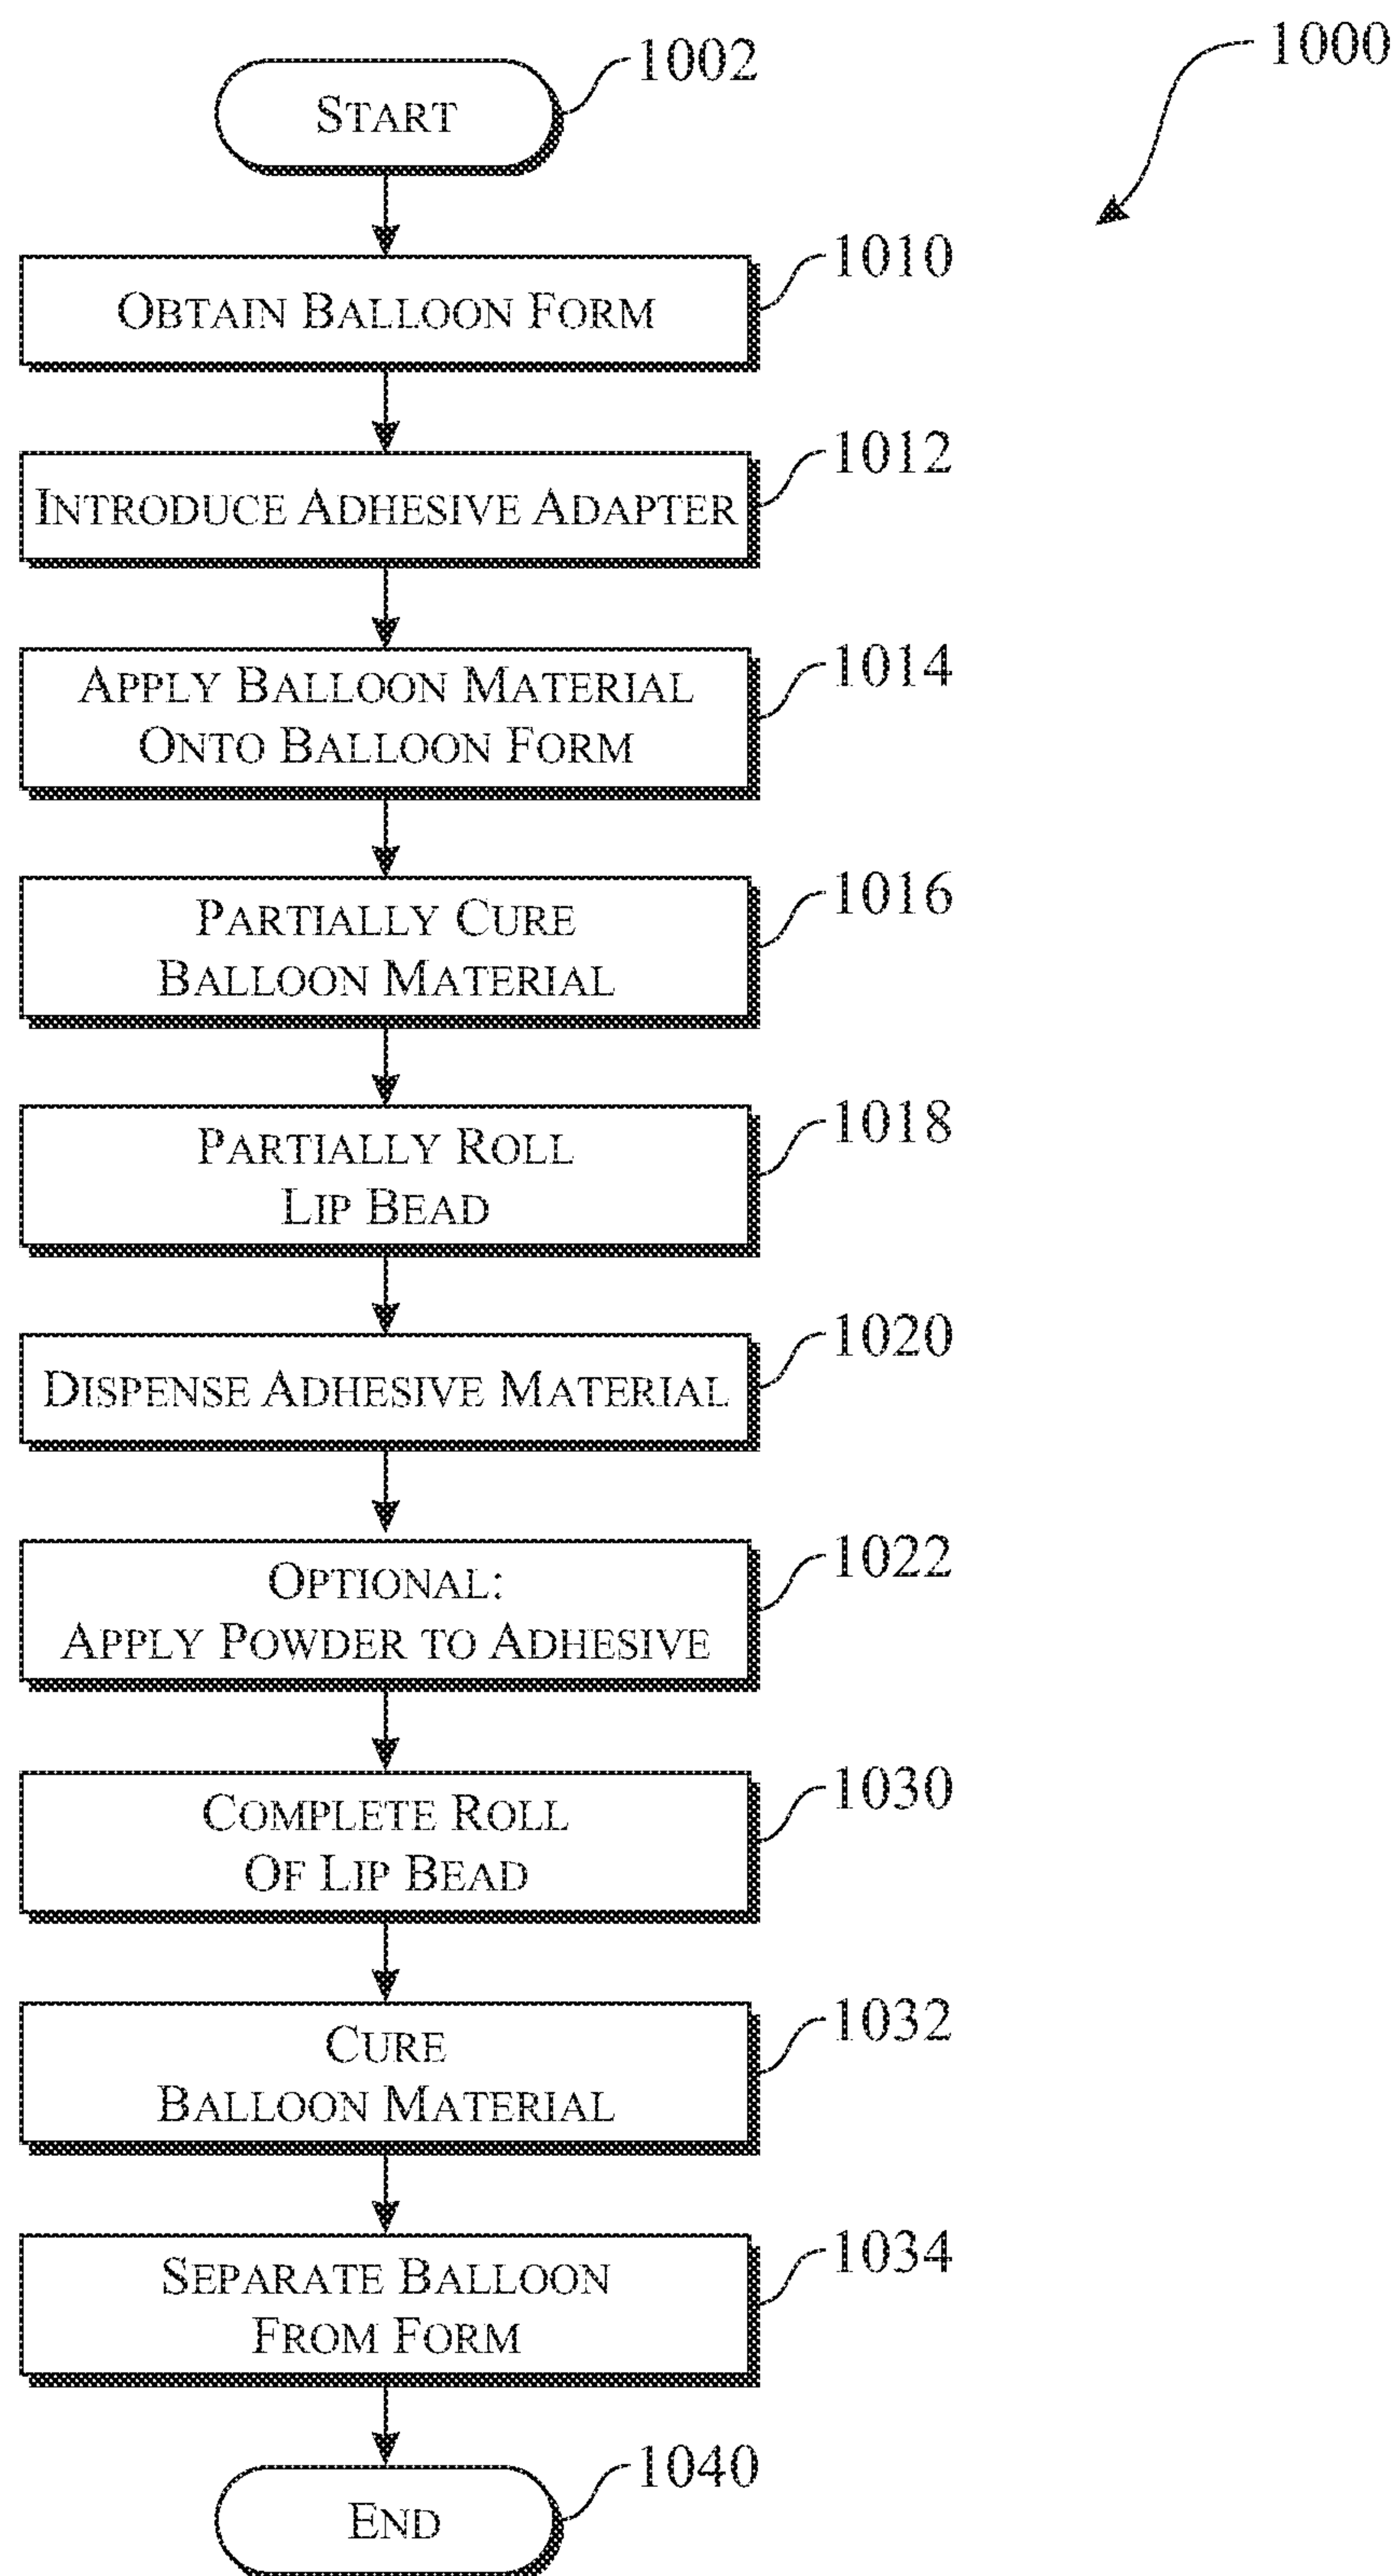 1000
START
1002
OBTAIN BALLOON FORM
1010
INTRODUCE ADHESIVE ADAPTER
1012
APPLY BALLOON MATERIAL
ONTO BALLOON FORM
1014
PARTIALLY CURE
BALLOON MATERIAL
1016
PARTIALLY ROLL
LIP BEAD
1018
DISPENSE ADHESIVE MATERIAL
1020
OPTIONAL:
APPLY POWDER TO ADHESIVE
1022
COMPLETE ROLL
OF LIP BEAD
1030
CURE
BALLOON MATERIAL
1032
SEPARATE BALLOON
FROM FORM
1034
END
1040